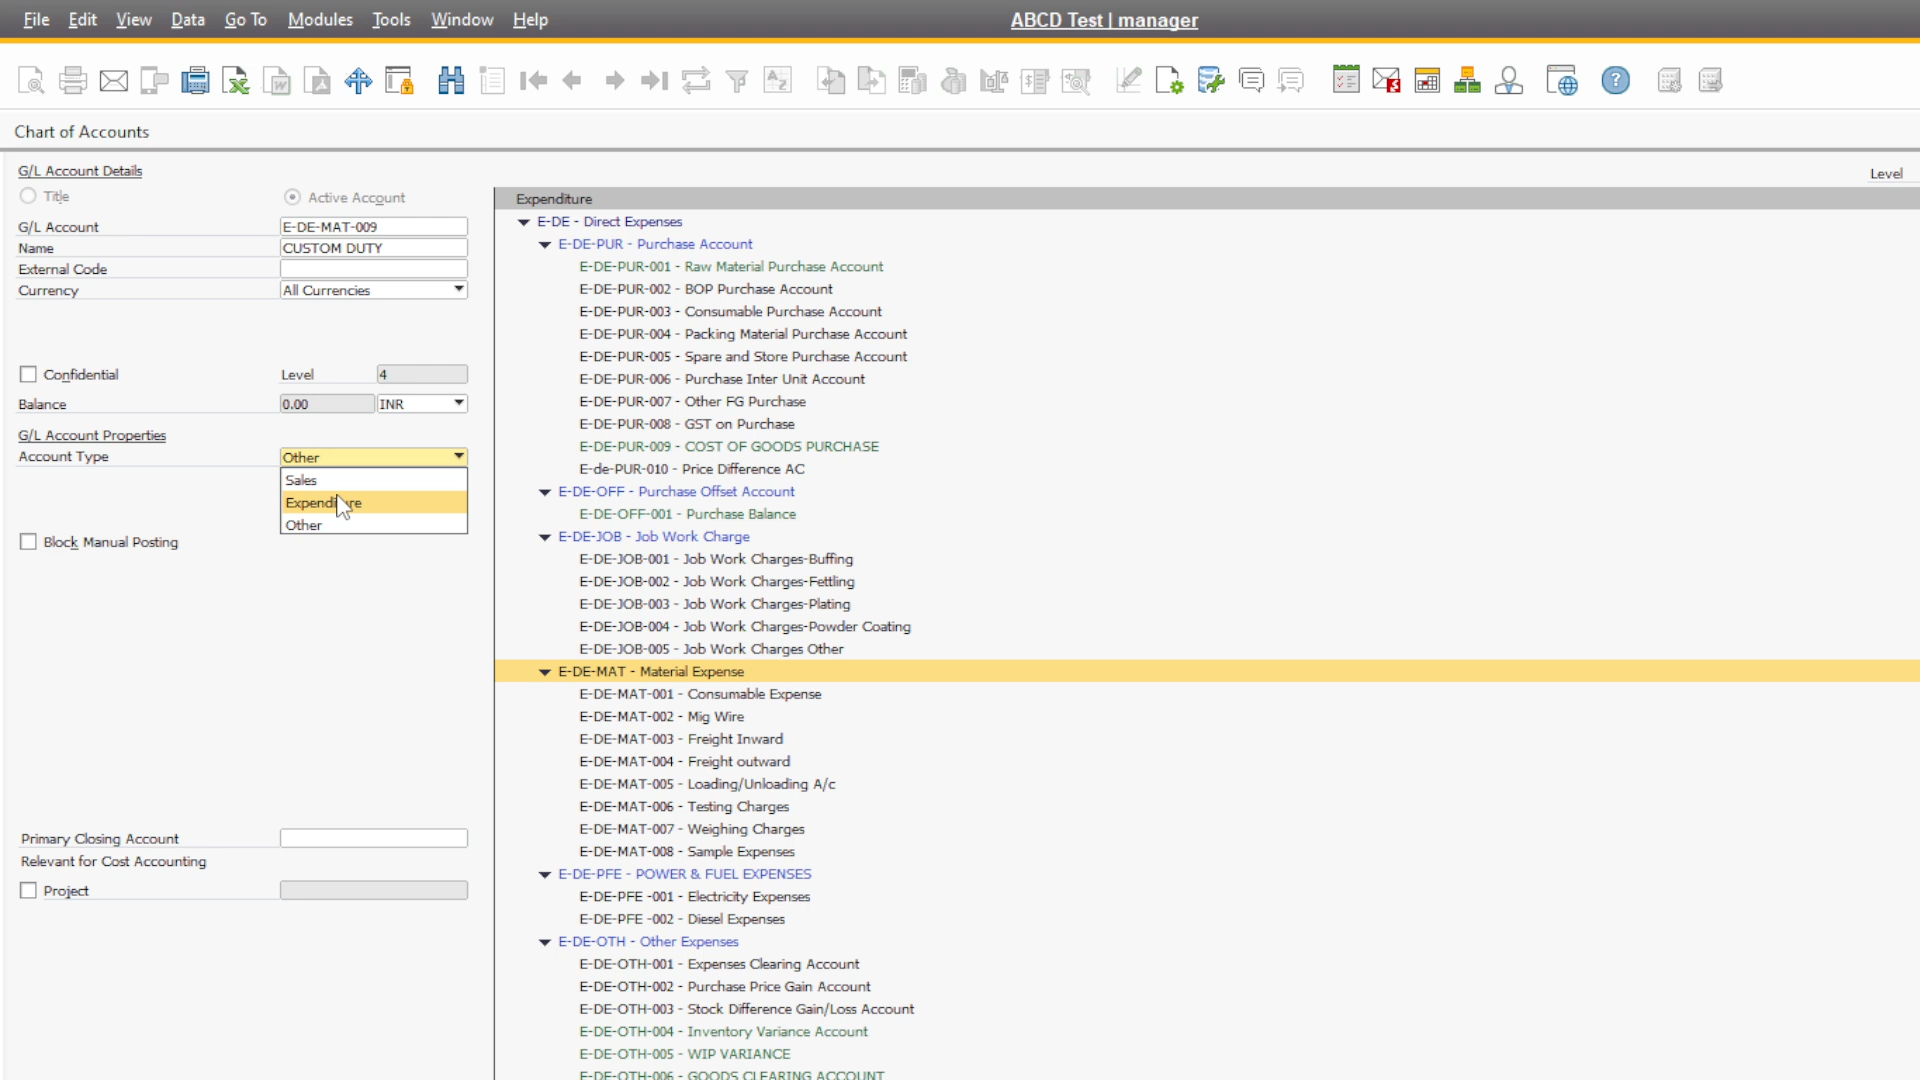 File Edit View Data Go To Modules Tools Window Help
ABCD Test | manager
Chart of Accounts
G/L Account Details
Title
Active Account
G/L Account
E-DE-MAT-009
Name
CUSTOM DUTY
External Code
Currency
All Currencies
Confidential
Level
4
Balance
0.00
INR
G/L Account Properties
Account Type
Other
Sales
Expenditure
Other
Block Manual Posting
Primary Closing Account
Relevant for Cost Accounting
Project
Level
Expenditure
E-DE - Direct Expenses
E-DE-PUR - Purchase Account
E-DE-PUR-001 - Raw Material Purchase Account
E-DE-PUR-002 - BOP Purchase Account
E-DE-PUR-003 - Consumable Purchase Account
E-DE-PUR-004 - Packing Material Purchase Account
E-DE-PUR-005 - Spare and Store Purchase Account
E-DE-PUR-006 - Purchase Inter Unit Account
E-DE-PUR-007 - Other FG Purchase
E-DE-PUR-008 - GST on Purchase
E-DE-PUR-009 - COST OF GOODS PURCHASE
E-de-PUR-010 - Price Difference AC
E-DE-OFF - Purchase Offset Account
E-DE-OFF-001 - Purchase Balance
E-DE-JOB - Job Work Charge
E-DE-JOB-001 - Job Work Charges-Buffing
E-DE-JOB-002 - Job Work Charges-Fettling
E-DE-JOB-003 - Job Work Charges-Plating
E-DE-JOB-004 - Job Work Charges-Powder Coating
E-DE-JOB-005 - Job Work Charges Other
E-DE-MAT - Material Expense
E-DE-MAT-001 - Consumable Expense
E-DE-MAT-002 - Mig Wire
E-DE-MAT-003 - Freight Inward
E-DE-MAT-004 - Freight outward
E-DE-MAT-005 - Loading/Unloading A/c
E-DE-MAT-006 - Testing Charges
E-DE-MAT-007 - Weighing Charges
E-DE-MAT-008 - Sample Expenses
E-DE-PFE - POWER & FUEL EXPENSES
E-DE-PFE -001 - Electricity Expenses
E-DE-PFE -002 - Diesel Expenses
E-DE-OTH - Other Expenses
E-DE-OTH-001 - Expenses Clearing Account
E-DE-OTH-002 - Purchase Price Gain Account
E-DE-OTH-003 - Stock Difference Gain/Loss Account
E-DE-OTH-004 - Inventory Variance Account
E-DE-OTH-005 - WIP VARIANCE
E-DE-OTH-006 - GOODS CLEARING ACCOUNT